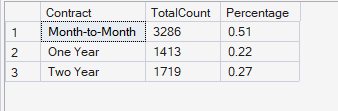 Contract TotalCount Percentage
1 Month-to-Month 3286 0.51
2 One Year 1413 0.22
3 Two Year 1719 0.27